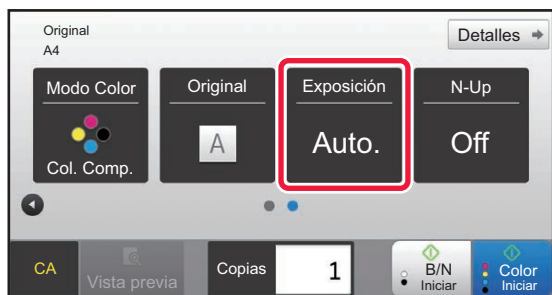 Original
A4
Detalles
Modo Color
Col. Comp.
Original
A
Exposición
Auto.
N-Up
Off
CA
Vista previa
Copias
1
B/N
Iniciar
Color
Iniciar